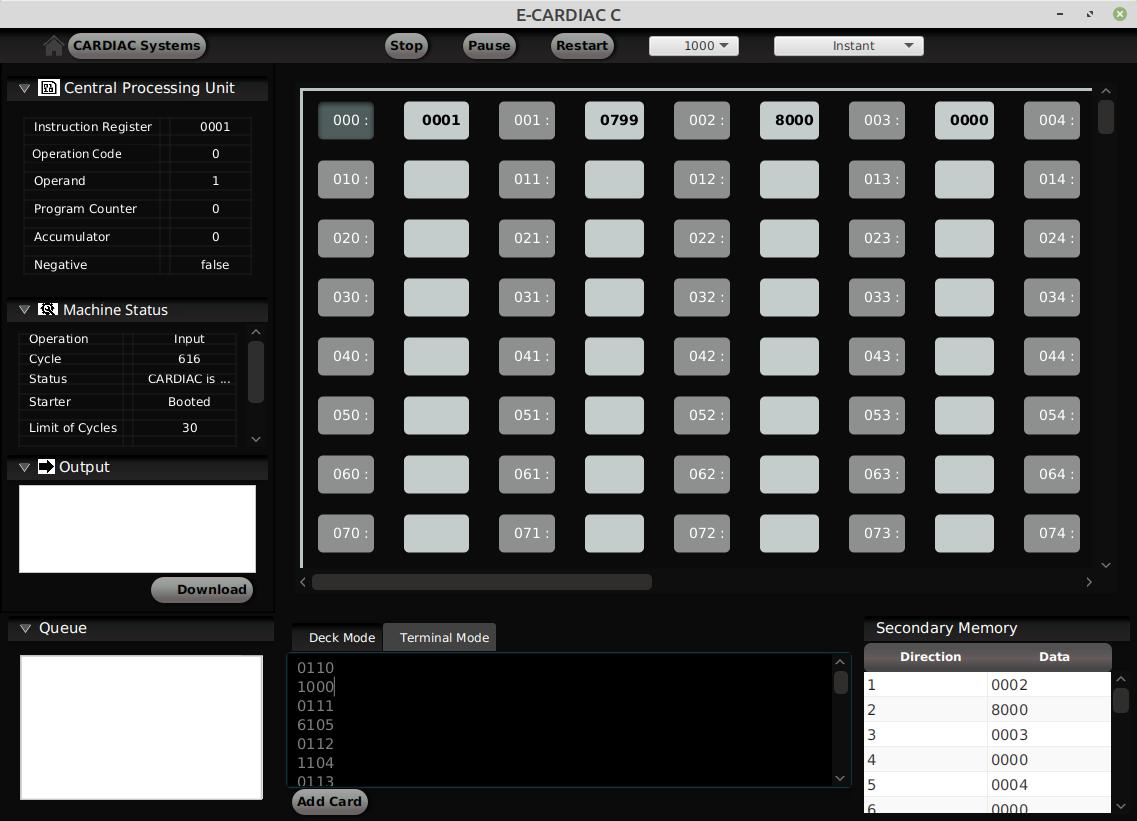 E-CARDIAC C
CARDIAC Systems
Stop
Pause
Restart
1000
Instant
Central Processing Unit
Instruction Register 0001
Operation Code 0
Operand 1
Program Counter 0
Accumulator 0
Negative false
Machine Status
Operation Input
Cycle 616
Status CARDIAC is ...
Starter Booted
Limit of Cycles 30
Output
Download
000 : 0001 001 : 0799 002 : 8000 003 : 0000 004 :
010 : 011 : 012 : 013 : 014 :
020 : 021 : 022 : 023 : 024 :
030 : 031 : 032 : 033 : 034 :
040 : 041 : 042 : 043 : 044 :
050 : 051 : 052 : 053 : 054 :
060 : 061 : 062 : 063 : 064 :
070 : 071 : 072 : 073 : 074 :
Queue
Deck Mode Terminal Mode
0110
1000
0111
6105
0112
1104
0113
Add Card
Secondary Memory
Direction Data
1 0002
2 8000
3 0003
4 0000
5 0004
6 0000